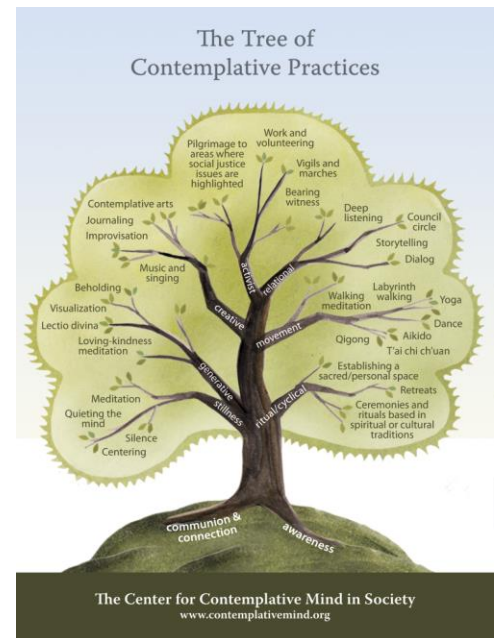 The Tree of
Contemplative Practices
Pilgrimage to
areas where
social justice
issues are
highlighted
Work and
volunteering
Vigils and
marches
Bearing
witness
Deep
listening
Council
circle
Storytelling
Dialog
Contemplative arts
Journaling
Improvisation
Music and
singing
activist
relational
creative
movement
Walking
meditation
Labyrinth
walking
Yoga
Dance
Aikido
Qigong
T'ai chi ch'uan
Beholding
Visualization
Lectio divina
Loving-kindness
meditation
generative
Meditation
Quieting the
mind
Silence
Centering
stillness
ritual/cyclical
Establishing a
sacred/personal space
Retreats
Ceremonies and
rituals based in
spiritual or cultural
traditions
communion &
connection
awareness
The Center for Contemplative Mind in Society
www.contemplativemind.org